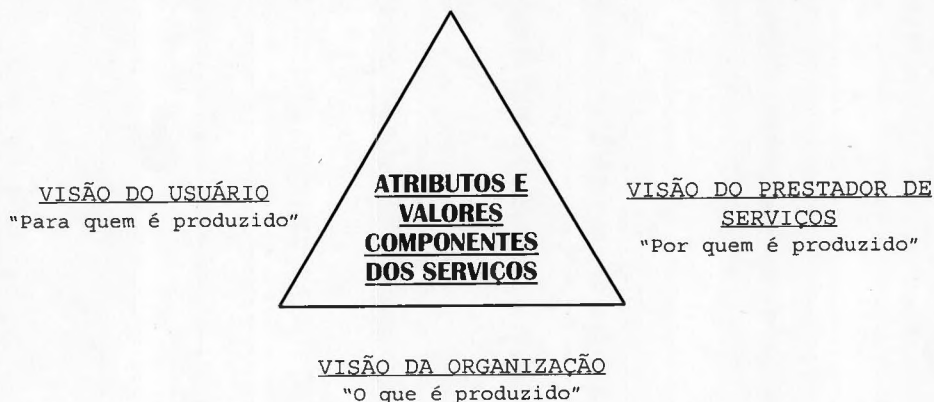 VISÃO DO USUÁRIO
"Para quem é produzido"
ATRIBUTOS E
VALORES
COMPONENTES
DOS SERVIÇOS
VISÃO DO PRESTADOR DE
SERVIÇOS
"Por quem é produzido"
VISÃO DA ORGANIZAÇÃO
"O que é produzido"